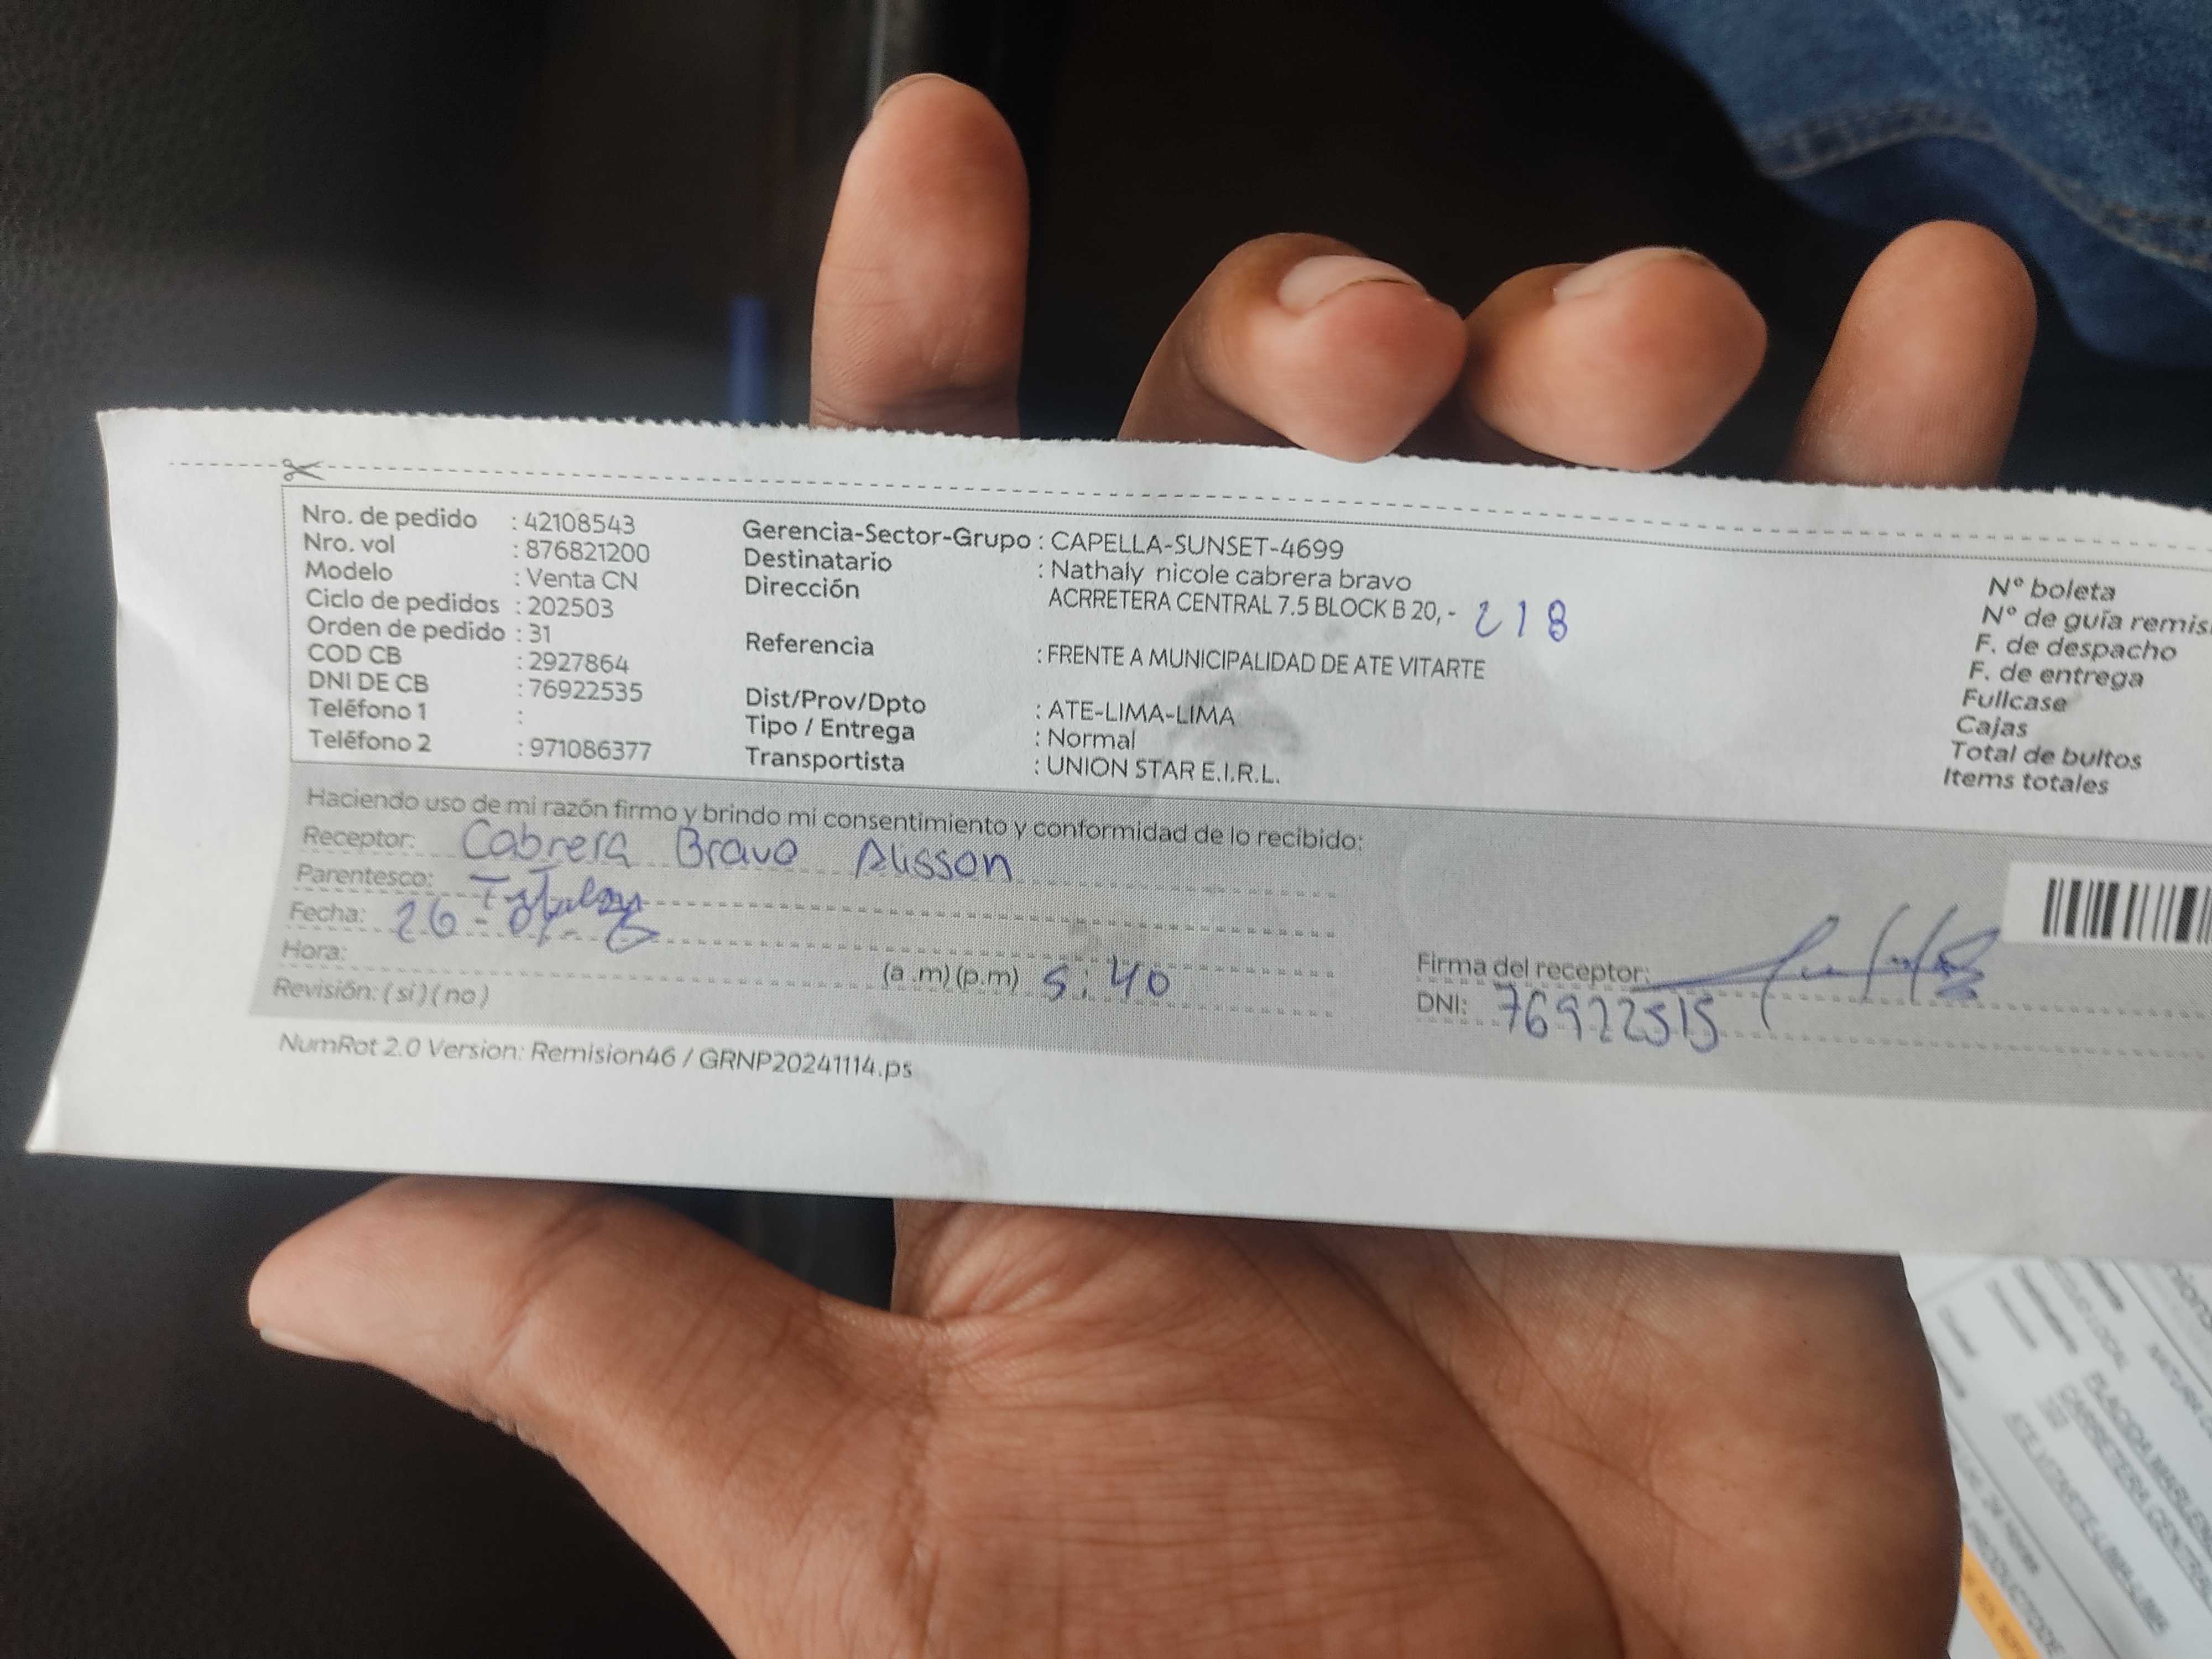 Nro. de pedido : 42108543
Nro. vol : 876821200
Modelo : Venta CN
Ciclo de pedidos : 202503
Orden de pedido : 31
COD CB : 2927864
DNI DE CB : 76922535
Teléfono 1 :
Teléfono 2 : 971086377
Gerencia-Sector-Grupo : CAPELLA-SUNSET-4699
Destinatario : Nathaly nicole cabrera bravo
Dirección ACRRETERA CENTRAL 7.5 BLOCK B 20, - 218
Referencia : FRENTE A MUNICIPALIDAD DE ATE VITARTE
Dist/Prov/Dpto : ATE-LIMA-LIMA
Tipo / Entrega : Normal
Transportista : UNION STAR E.I.R.L.
Nº boleta
Nº de guía
F. de despacho
F. de entrega
Fullcase
Cajas
Total de bultos
Items totales
Haciendo uso de mi razón firmo y brindo mi consentimiento y conformidad de lo recibido:
Receptor: Cabrera Bravo Alisson
Parentesco:
Fecha: 26 -
Hora: (a.m) (p.m) 5:40
Revisión: ( si ) ( no )
Firma del receptor:
DNI: 76922515
NumRot 2.0 Version: Remision46 / GRNP20241114.ps